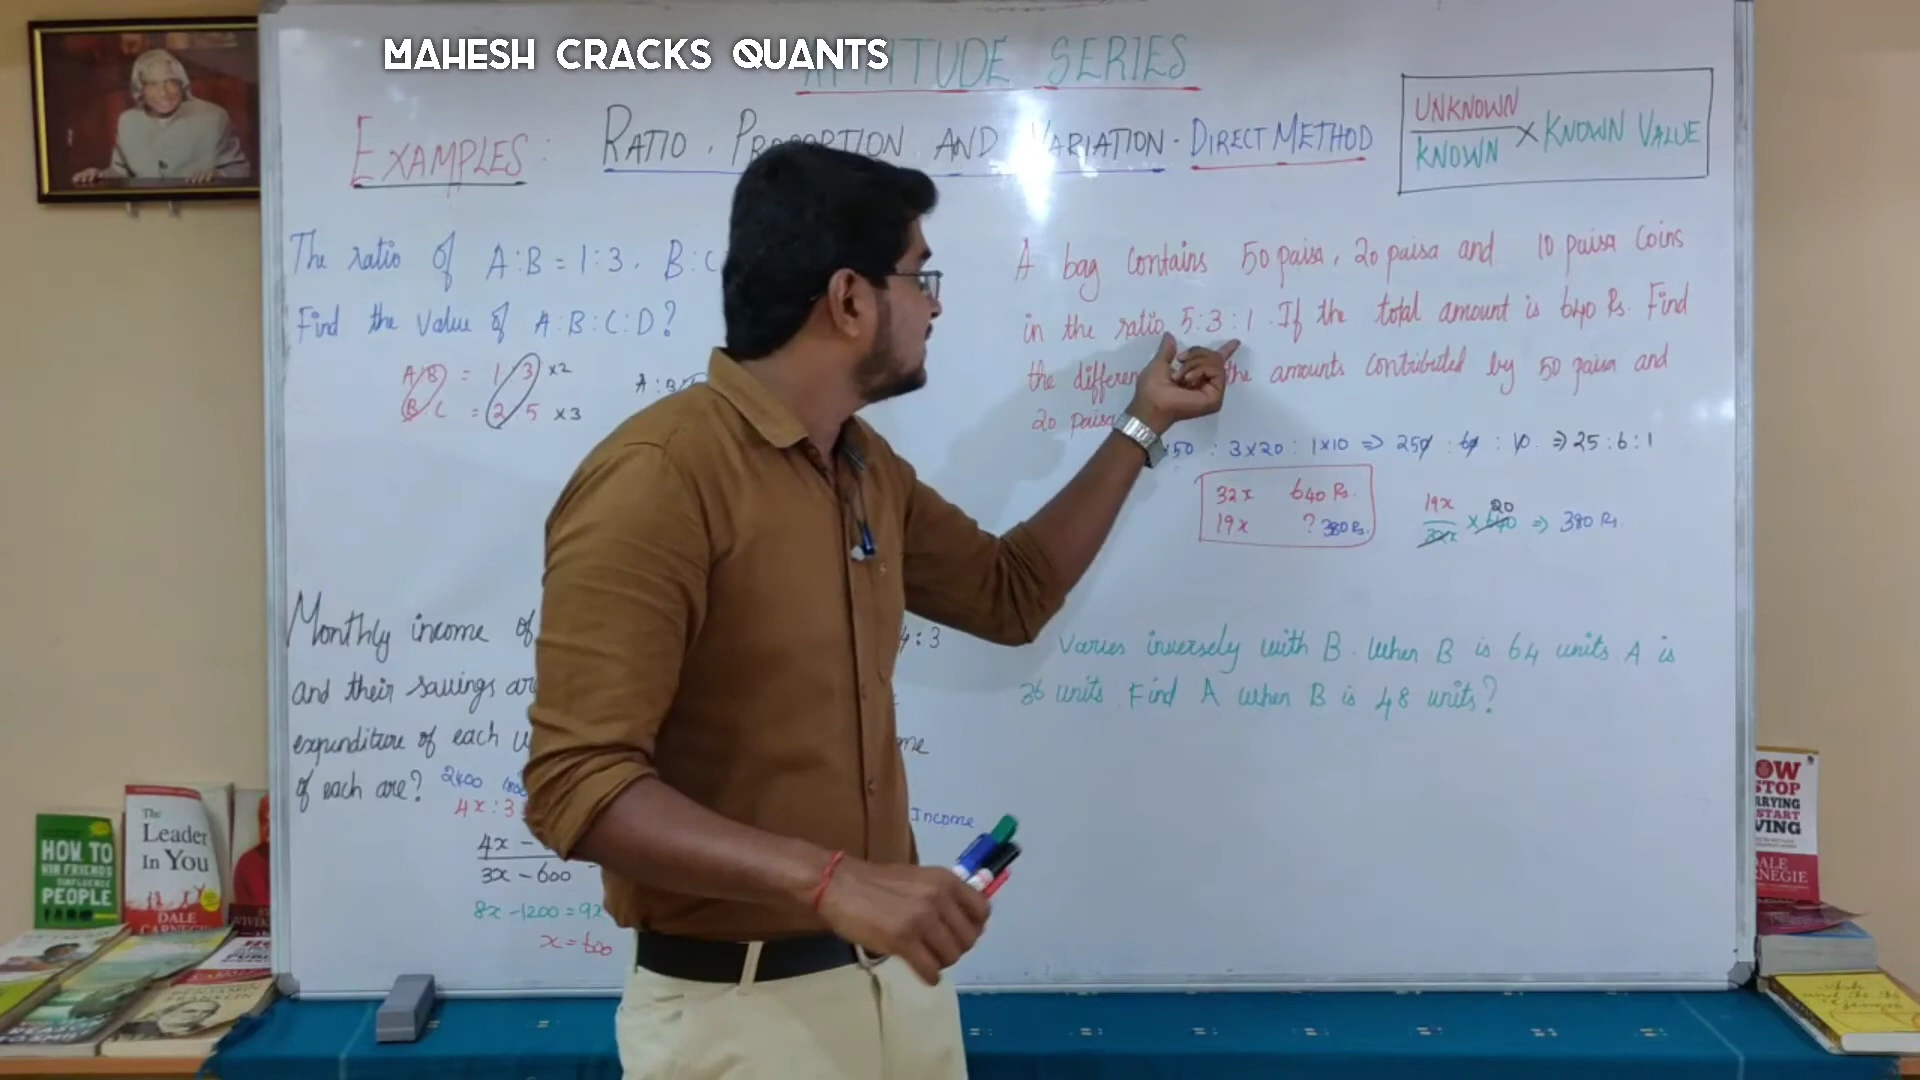 MAHESH CRACKS QUANTS
APTITUDE SERIES
EXAMPLES: RATIO, PROPORTION AND VARIATION - DIRECT METHOD
UNKNOWN
KNOWN × KNOWN VALUE
The ratio of A:B = 1:3, B:C
Find the value of A:B:C:D?
A:B = 1:3 ×2
B:C = 2:5 ×3
A bag contains 50 paisa, 20 paisa and 10 paisa coins
in the ratio 5:3:1. If the total amount is 640 Rs. Find
the amounts contributed by 50 paisa and
20 paisa
×50 : 3×20 : 1×10 ⇒ 250 : 60 : 10 ⇒ 25:6:1
32x 640 Rs.
19x ? 380 Rs.
19x
32x × 640 20 ⇒ 380 Rs.
Monthly income of 4:3
and their savings
expenditure of each
of each are? 2400
4x : 3
Income
4x -
3x - 600
8x - 1200 = 9x
x = 600
Varies inversely with B. When B is 64 units A is
36 units. Find A when B is 48 units?
HOW TO
WIN FRIENDS
& INFLUENCE
PEOPLE
The
Leader
In You
DALE
STOP
START